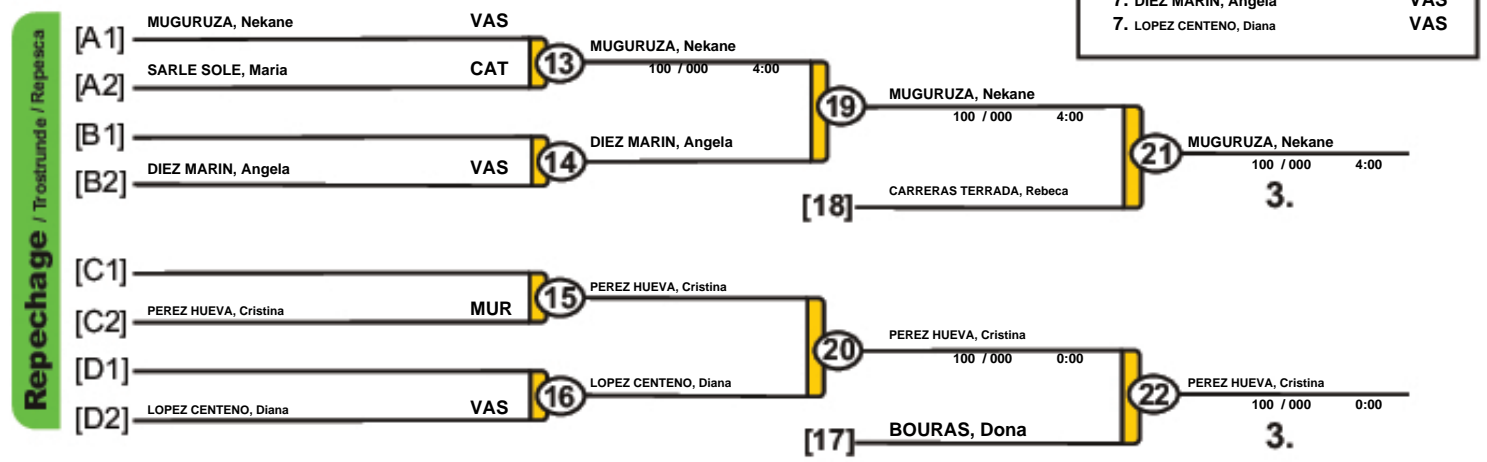 7. DIEZ MARIN, Angela VAS
7. LOPEZ CENTENO, Diana VAS
Repechage / Trostrunde / Repesca
[A1] MUGURUZA, Nekane VAS
[A2] SARLE SOLE, Maria CAT
13
MUGURUZA, Nekane
100 / 000 4:00
[B1]
[B2] DIEZ MARIN, Angela VAS
14
DIEZ MARIN, Angela
19
MUGURUZA, Nekane
100 / 000 4:00
[18] CARRERAS TERRADA, Rebeca
21
MUGURUZA, Nekane
100 / 000 4:00
3.
[C1]
[C2] PEREZ HUEVA, Cristina MUR
15
PEREZ HUEVA, Cristina
[D1]
[D2] LOPEZ CENTENO, Diana VAS
16
LOPEZ CENTENO, Diana
20
PEREZ HUEVA, Cristina
100 / 000 0:00
[17] BOURAS, Dona
22
PEREZ HUEVA, Cristina
100 / 000 0:00
3.